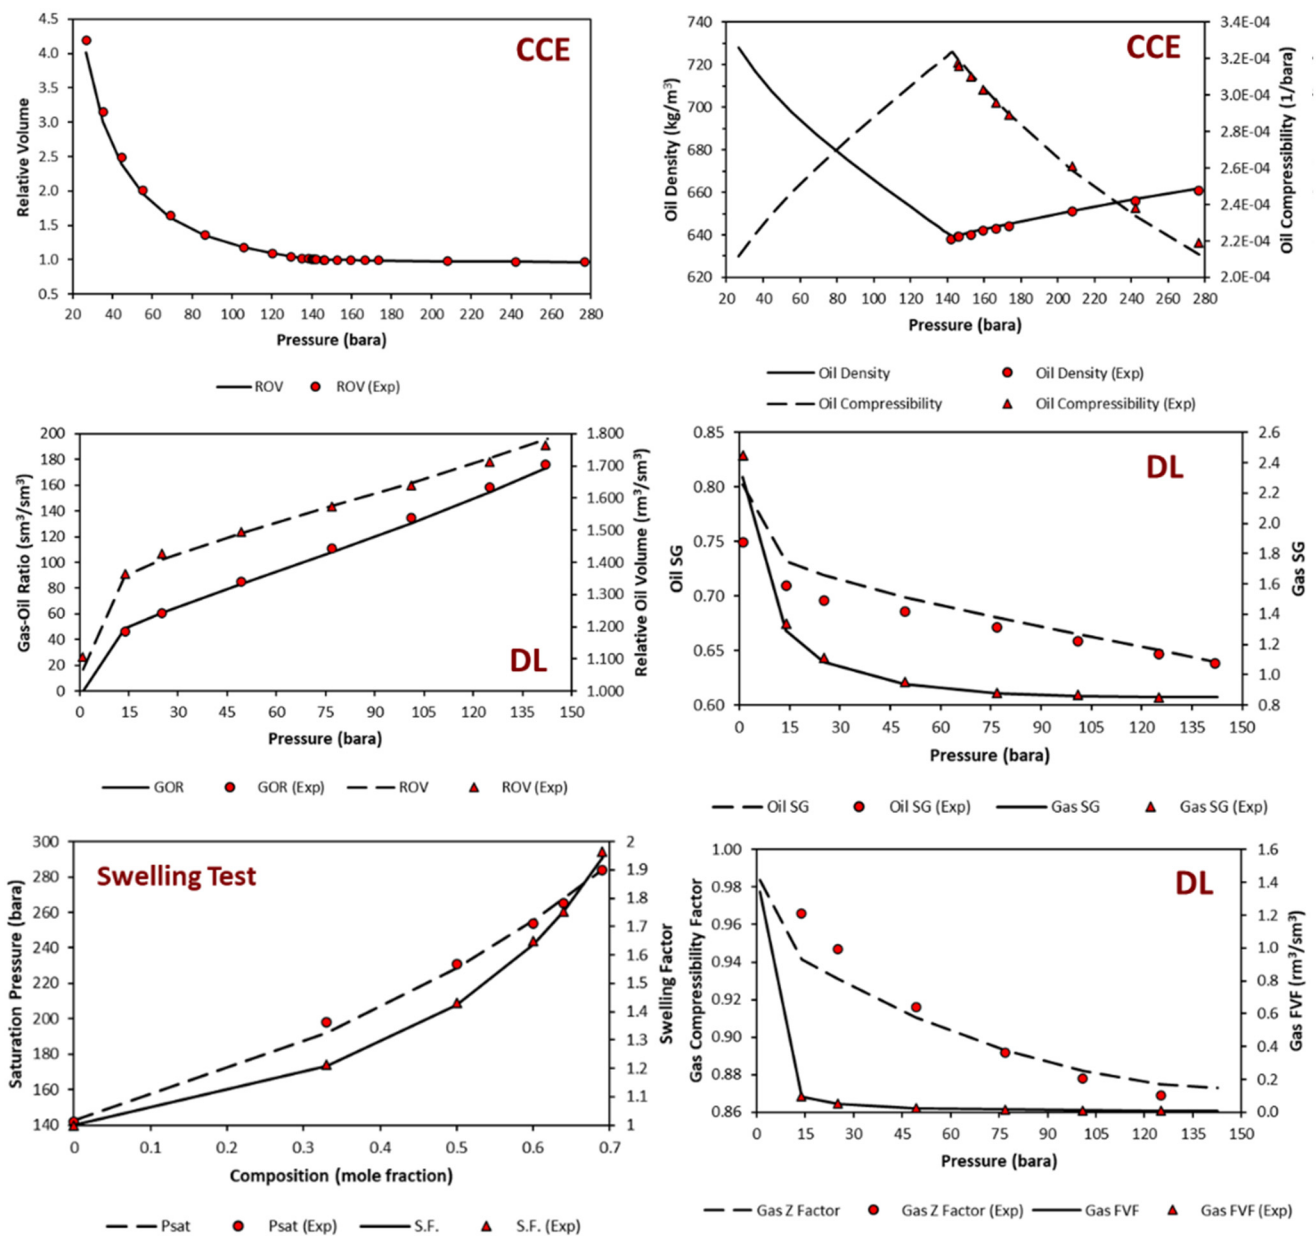 CCE
Relative Volume
4.5
4.0
3.5
3.0
2.5
2.0
1.5
1.0
0.5
20 40 60 80 100 120 140 160 180 200 220 240 260 280
Pressure (bara)
ROV ROV (Exp)
CCE
Oil Density (kg/m³)
740
720
700
680
660
640
620
3.4E-04
3.2E-04
3.0E-04
2.8E-04
2.6E-04
2.4E-04
2.2E-04
2.0E-04
Oil Compressibility (1/bara)
20 40 60 80 100 120 140 160 180 200 220 240 260 280
Pressure (bara)
Oil Density Oil Density (Exp)
Oil Compressibility Oil Compressibility (Exp)
DL
Gas-Oil Ratio (sm³/sm³)
200
180
160
140
120
100
80
60
40
20
0
1.800
1.700
1.600
1.500
1.400
1.300
1.200
1.100
1.000
Relative Oil Volume (rm³/sm³)
0 15 30 45 60 75 90 105 120 135 150
Pressure (bara)
GOR GOR (Exp) ROV ROV (Exp)
DL
Oil SG
0.85
0.80
0.75
0.70
0.65
0.60
2.6
2.4
2.2
2.0
1.8
1.6
1.4
1.2
1.0
0.8
Gas SG
0 15 30 45 60 75 90 105 120 135 150
Pressure (bara)
Oil SG Oil SG (Exp) Gas SG Gas SG (Exp)
Swelling Test
Saturation Pressure (bara)
300
280
260
240
220
200
180
160
140
2
1.9
1.8
1.7
1.6
1.5
1.4
1.3
1.2
1.1
1
Swelling Factor
0 0.1 0.2 0.3 0.4 0.5 0.6 0.7
Composition (mole fraction)
Psat Psat (Exp) S.F. S.F. (Exp)
DL
Gas Compressibility Factor
1.00
0.98
0.96
0.94
0.92
0.90
0.88
0.86
1.6
1.4
1.2
1.0
0.8
0.6
0.4
0.2
0.0
Gas FVF (rm³/sm³)
0 15 30 45 60 75 90 105 120 135 150
Pressure (bara)
Gas Z Factor Gas Z Factor (Exp) Gas FVF Gas FVF (Exp)